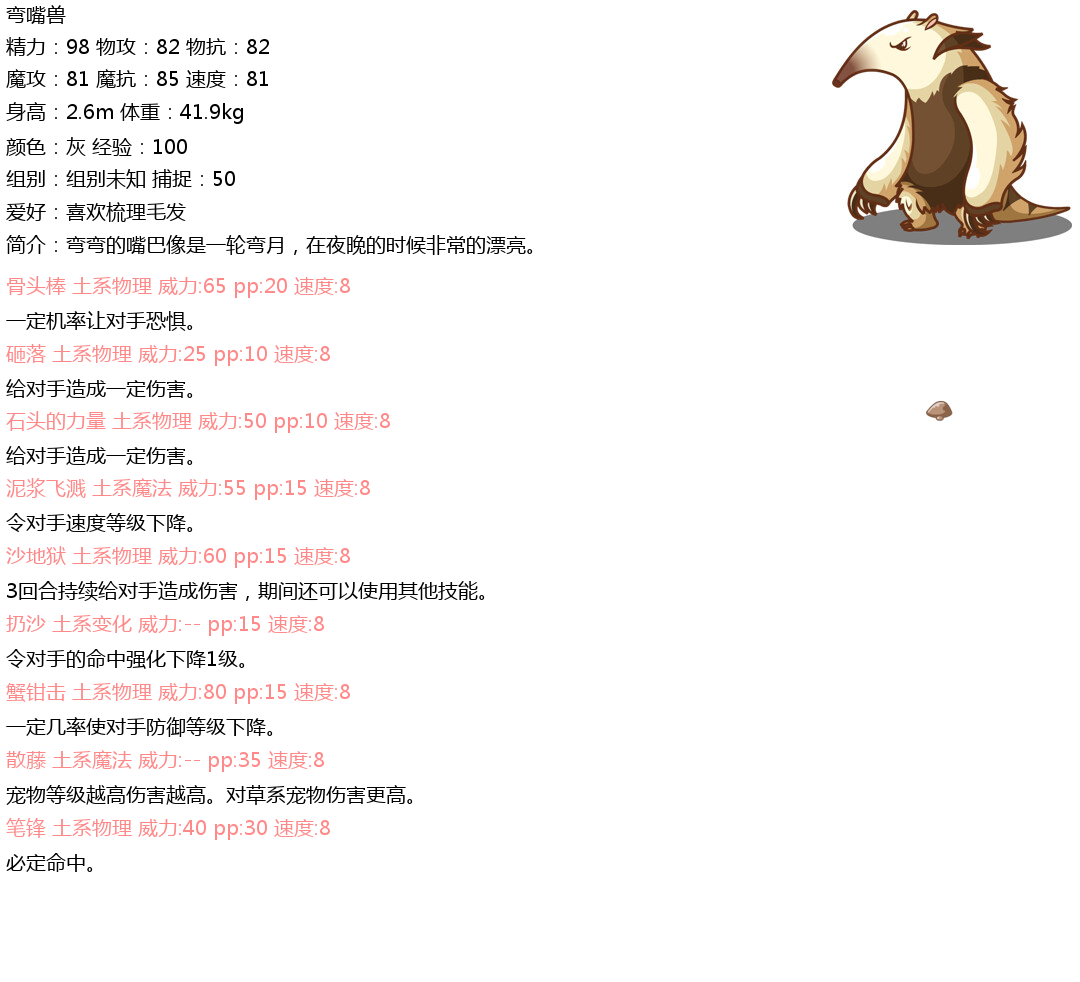 弯嘴兽
精力：98 物攻：82 物抗：82
魔攻：81 魔抗：85 速度：81
身高：2.6m 体重：41.9kg
颜色：灰 经验：100
组别：组别未知 捕捉：50
爱好：喜欢梳理毛发
简介：弯弯的嘴巴像是一轮弯月，在夜晚的时候非常的漂亮。
骨头棒 土系物理 威力:65 pp:20 速度:8
一定机率让对手恐惧。
砸落 土系物理 威力:25 pp:10 速度:8
给对手造成一定伤害。
石头的力量 土系物理 威力:50 pp:10 速度:8
给对手造成一定伤害。
泥浆飞溅 土系魔法 威力:55 pp:15 速度:8
令对手速度等级下降。
沙地狱 土系物理 威力:60 pp:15 速度:8
3回合持续给对手造成伤害，期间还可以使用其他技能。
扔沙 土系变化 威力:-- pp:15 速度:8
令对手的命中强化下降1级。
蟹钳击 土系物理 威力:80 pp:15 速度:8
一定几率使对手防御等级下降。
散藤 土系魔法 威力:-- pp:35 速度:8
宠物等级越高伤害越高。对草系宠物伤害更高。
笔锋 土系物理 威力:40 pp:30 速度:8
必定命中。